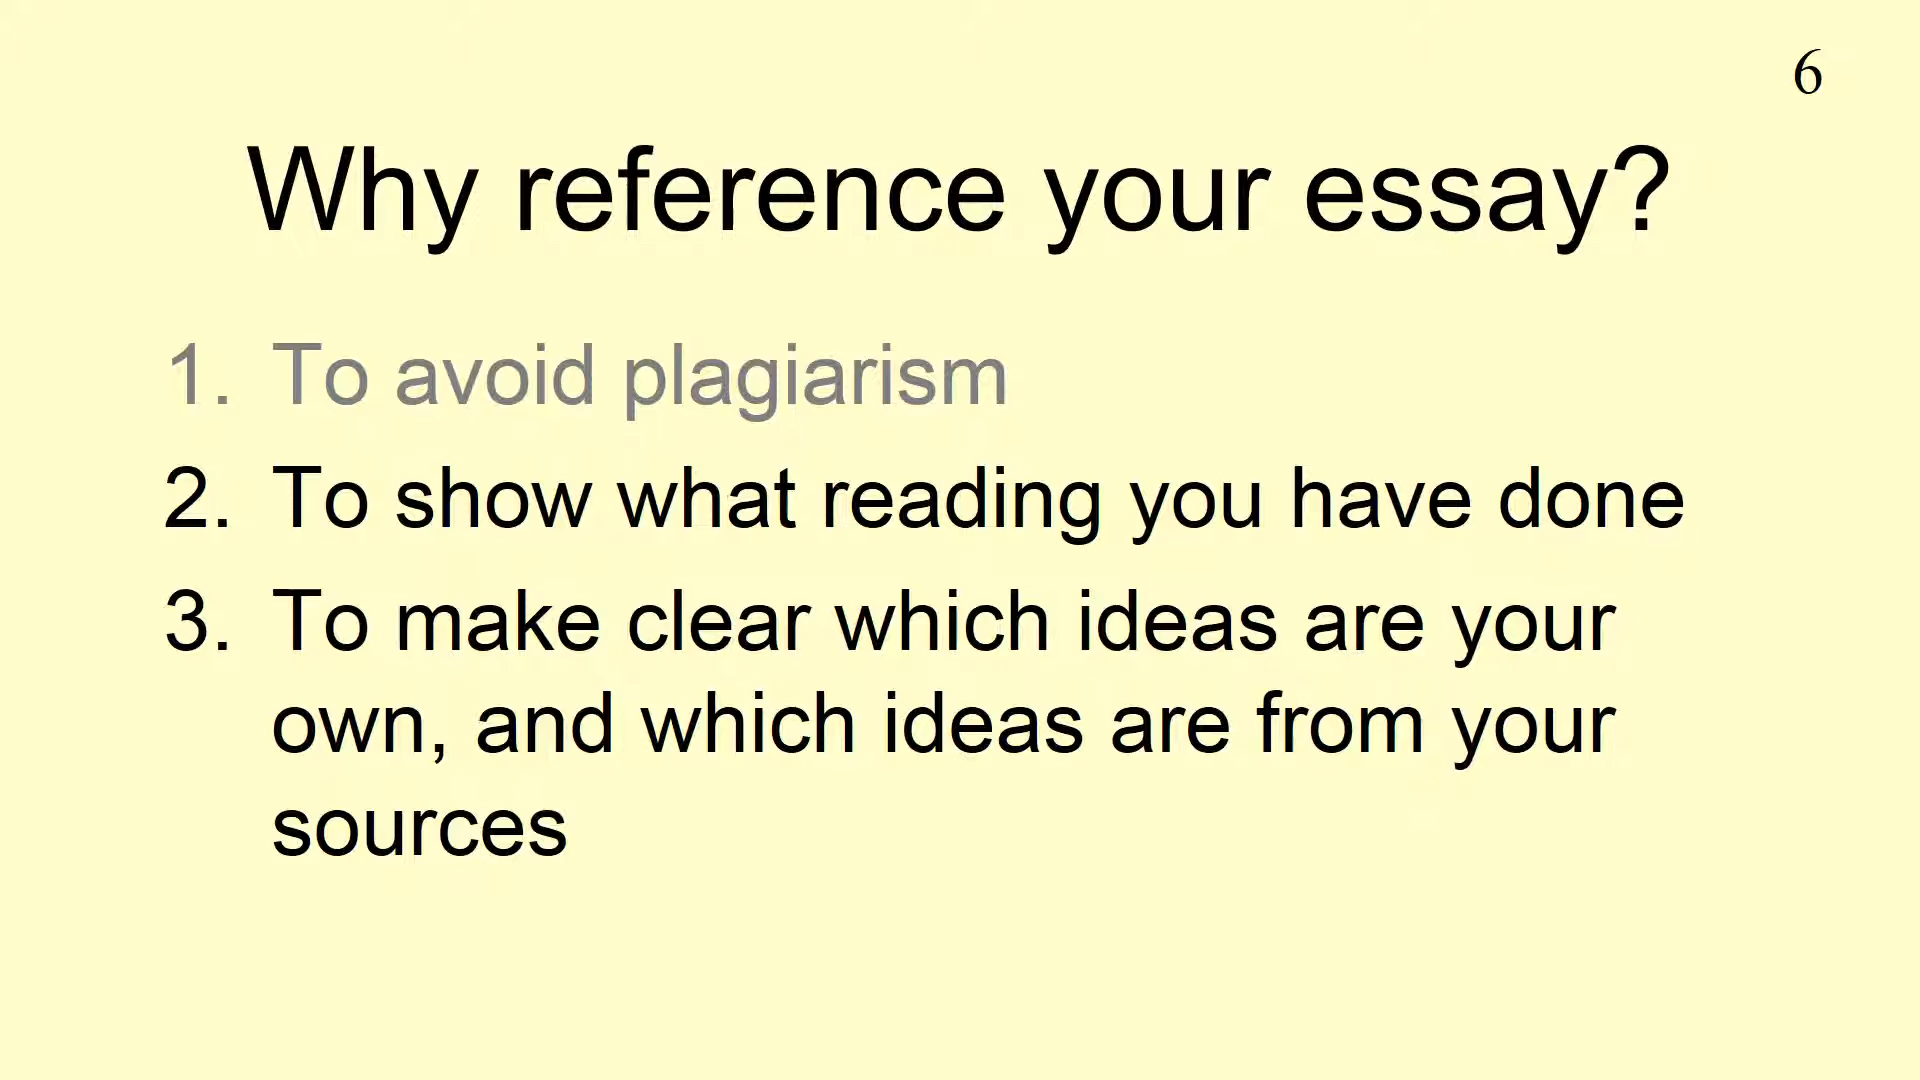 6
Why reference your essay?
1. To avoid plagiarism
2. To show what reading you have done
3. To make clear which ideas are your
own, and which ideas are from your
sources